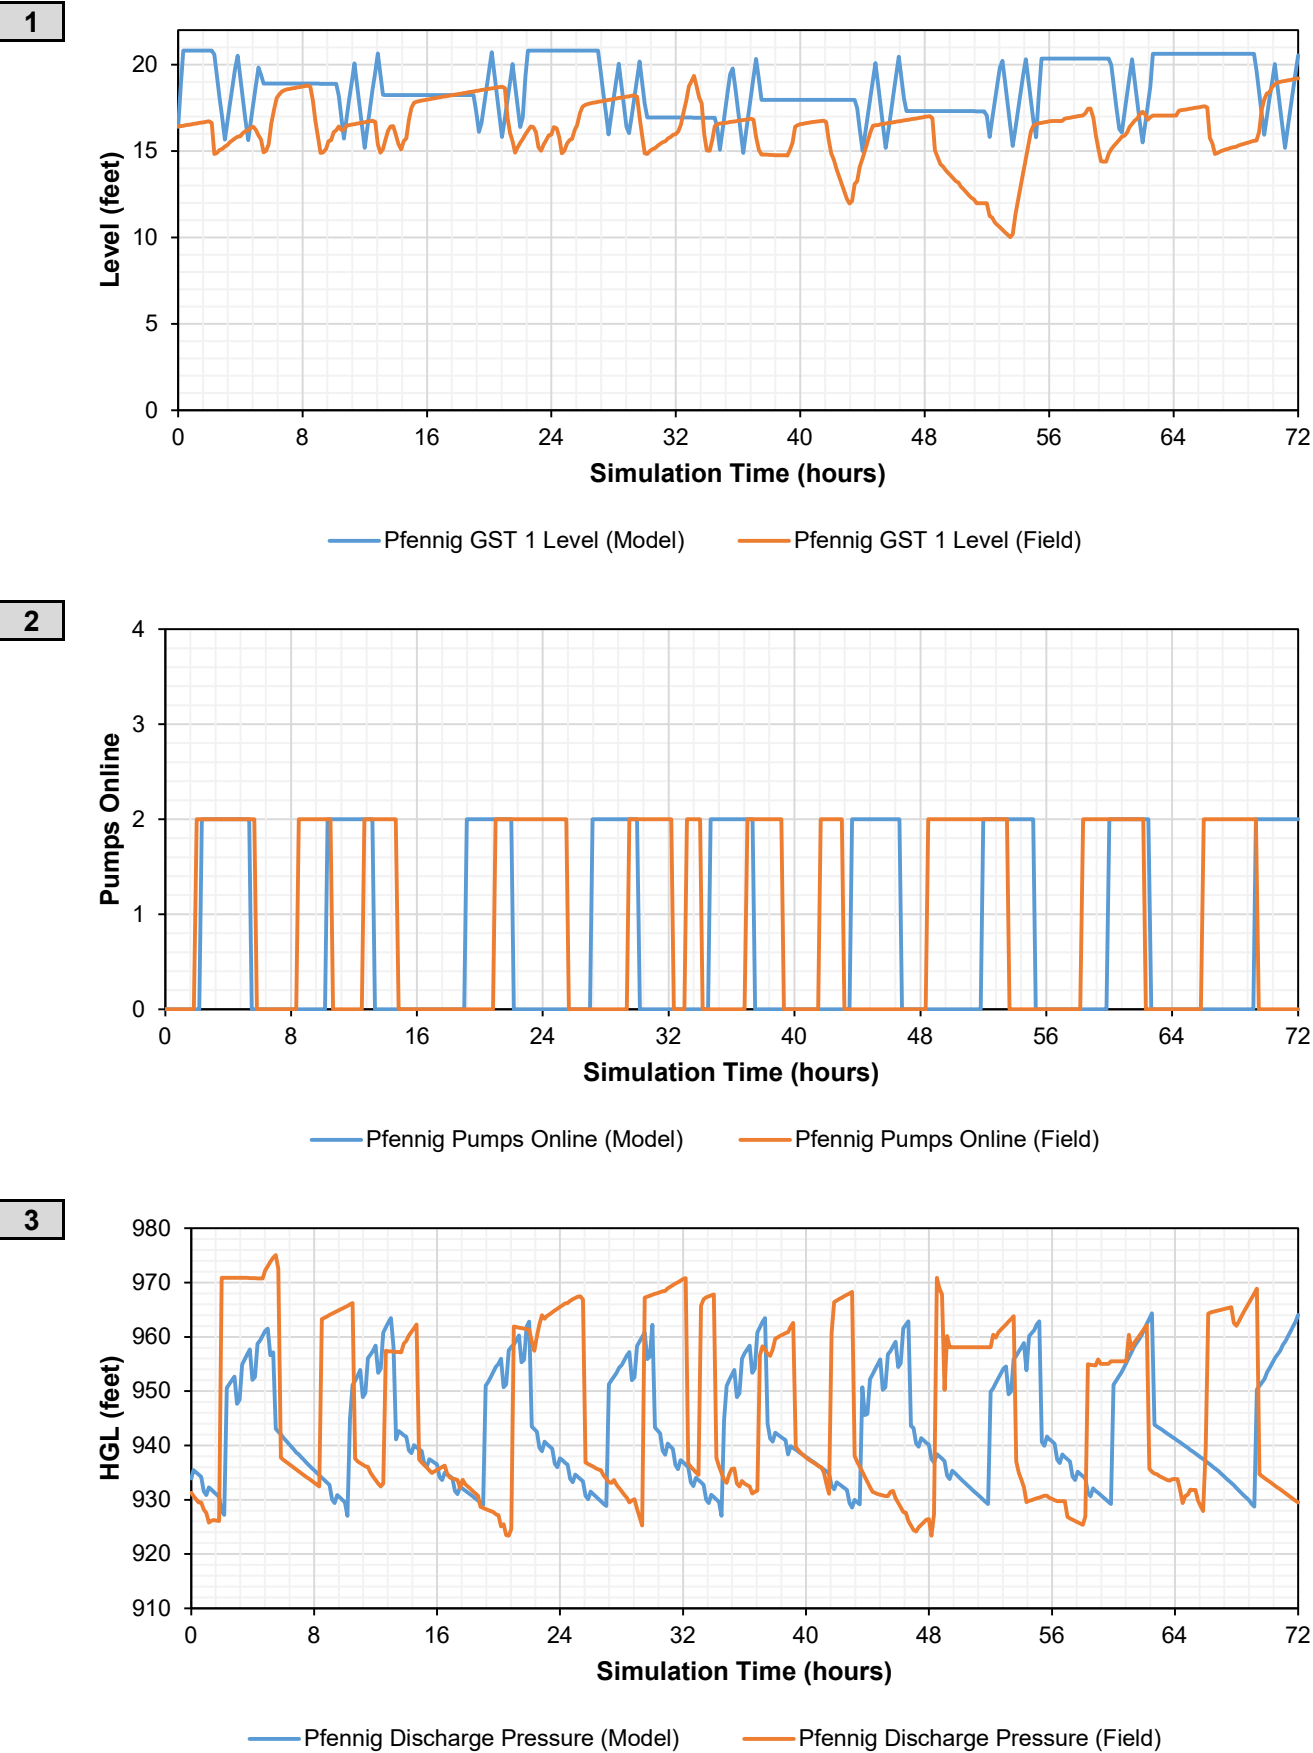 1
20
15
10
5
0
Level (feet)
0 8 16 24 32 40 48 56 64 72
Simulation Time (hours)
Pfennig GST 1 Level (Model) Pfennig GST 1 Level (Field)
2
4
3
2
1
0
Pumps Online
0 8 16 24 32 40 48 56 64 72
Simulation Time (hours)
Pfennig Pumps Online (Model) Pfennig Pumps Online (Field)
3
980
970
960
950
940
930
920
910
HGL (feet)
0 8 16 24 32 40 48 56 64 72
Simulation Time (hours)
Pfennig Discharge Pressure (Model) Pfennig Discharge Pressure (Field)